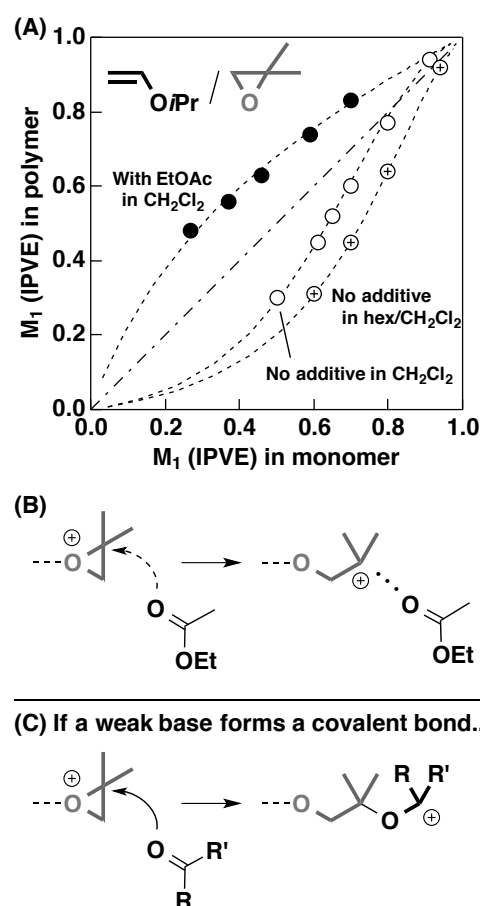 (A)
M₁ (IPVE) in polymer
1.0
0.8
0.6
0.4
0.2
0.0
OiPr
/
O
With EtOAc
in CH₂Cl₂
No additive
in hex/CH₂Cl₂
No additive in CH₂Cl₂
0.0 0.2 0.4 0.6 0.8 1.0
M₁ (IPVE) in monomer
(B)
O
O
OEt
O
O
OEt
(C) If a weak base forms a covalent bond..
O
O
R'
R
O
O
R R'